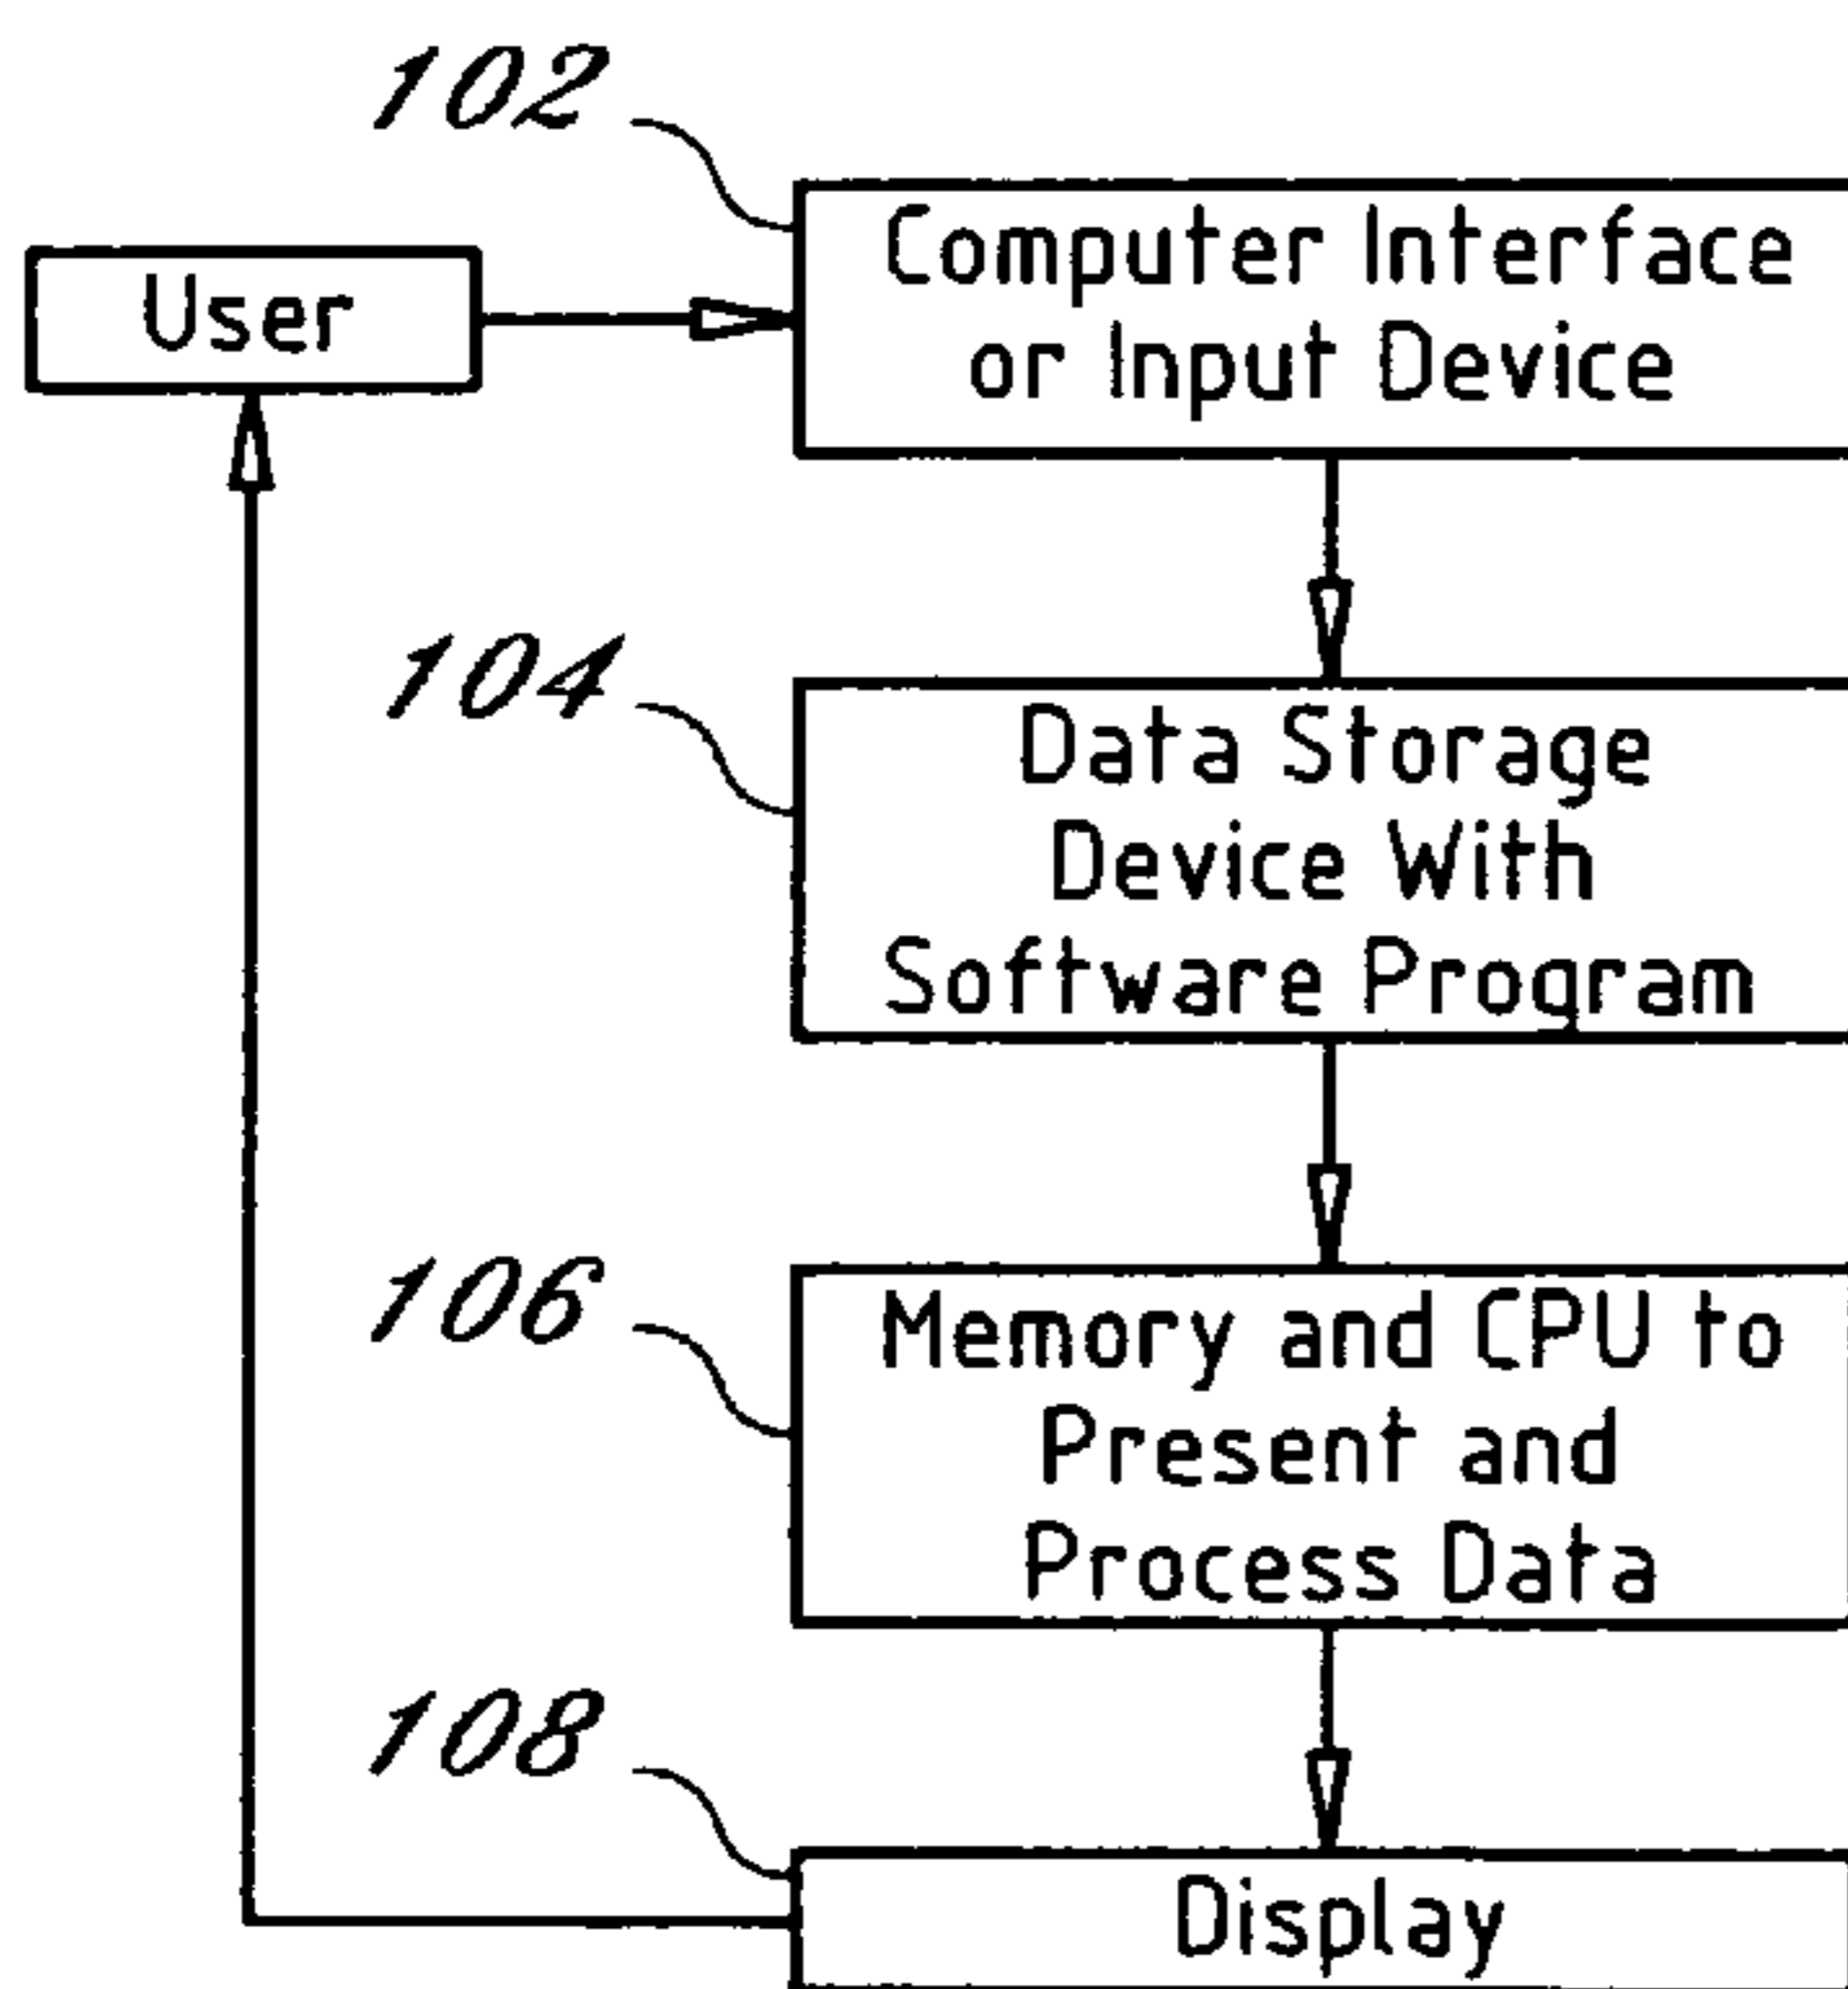 102
User
Computer Interface
or Input Device
104
Data Storage
Device With
Software Program
106
Memory and CPU to
Present and
Process Data
108
Display